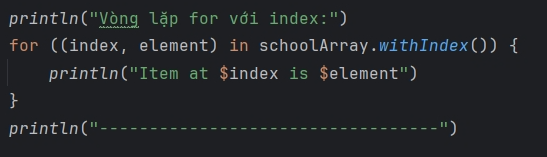 println("Vòng lặp for với index:")
for ((index, element) in schoolArray.withIndex()) {
    println("Item at $index is $element")
}
println("----------------------------------")